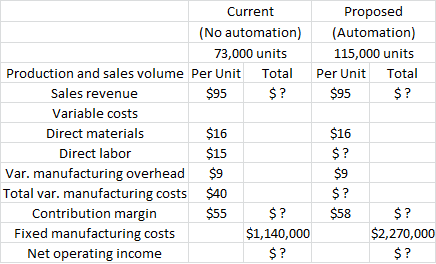 Current Proposed
(No automation) (Automation)
73,000 units 115,000 units
Production and sales volume Per Unit Total Per Unit Total
Sales revenue $95 $ ? $95 $ ?
Variable costs
Direct materials $16 $16
Direct labor $15 $ ?
Var. manufacturing overhead $9 $9
Total var. manufacturing costs $40 $ ?
Contribution margin $55 $ ? $58 $ ?
Fixed manufacturing costs $1,140,000 $2,270,000
Net operating income $ ? $ ?